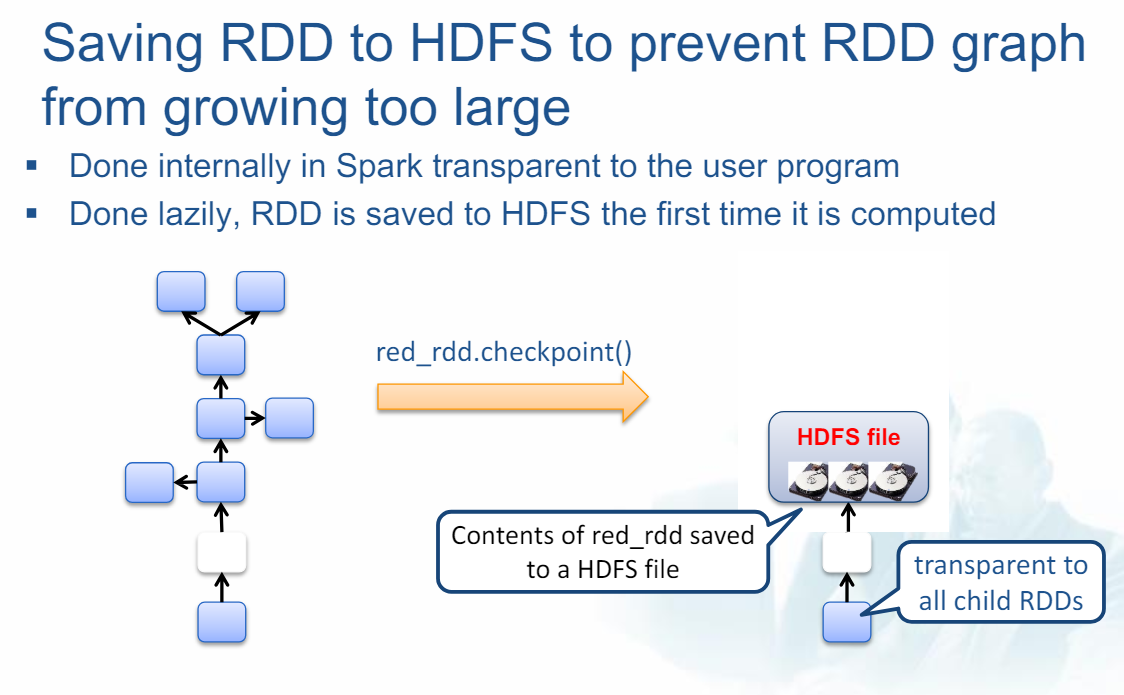 Saving RDD to HDFS to prevent RDD graph
from growing too large
▪ Done internally in Spark transparent to the user program
▪ Done lazily, RDD is saved to HDFS the first time it is computed
red_rdd.checkpoint()
HDFS file
Contents of red_rdd saved
to a HDFS file
transparent to
all child RDDs